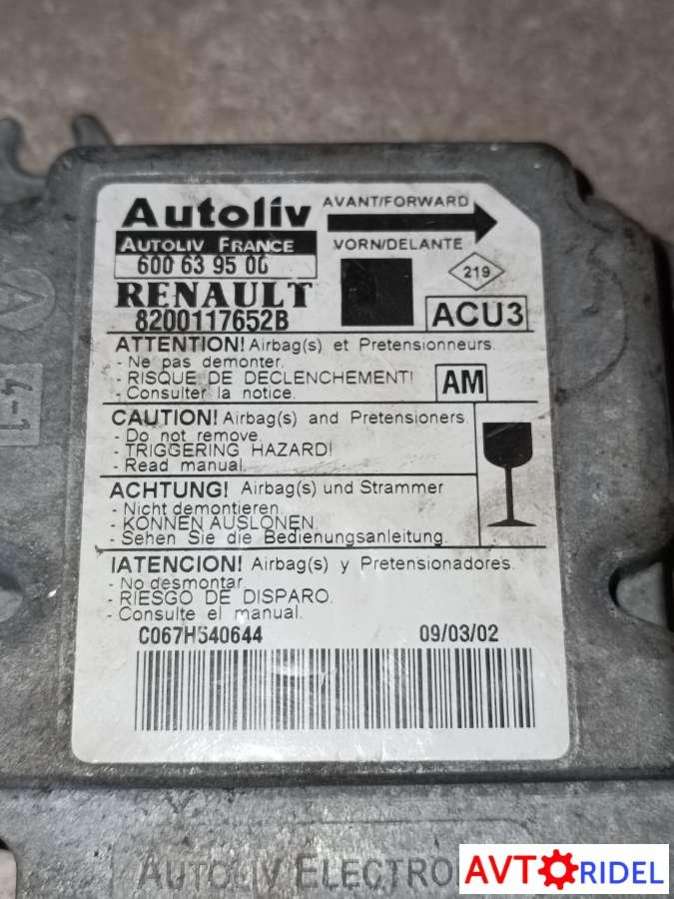 Autoliv
AVANT/FORWARD
AUTOLIV FRANCE
VORN/DELANTE
600 63 95 00
219
RENAULT
8200117652B
ACU3
ATTENTION! Airbag(s) et Pretensionneurs.
- Ne pas demonter.
- RISQUE DE DECLENCHEMENT!
- Consulter la notice.
AM
CAUTION! Airbag(s) and Pretensioners.
- Do not remove.
- TRIGGERING HAZARD!
- Read manual.
ACHTUNG! Airbag(s) und Strammer
- Nicht demontieren.
- KONNEN AUSLONEN.
- Sehen Sie die Bedienungsanleitung.
¡ATENCION! Airbag(s) y Pretensionadores.
- No desmontar
- RIESGO DE DISPARO.
- Consulte el manual.
C067H540644
09/03/02
AUTOLIV ELECTRO
AVTORIDEL